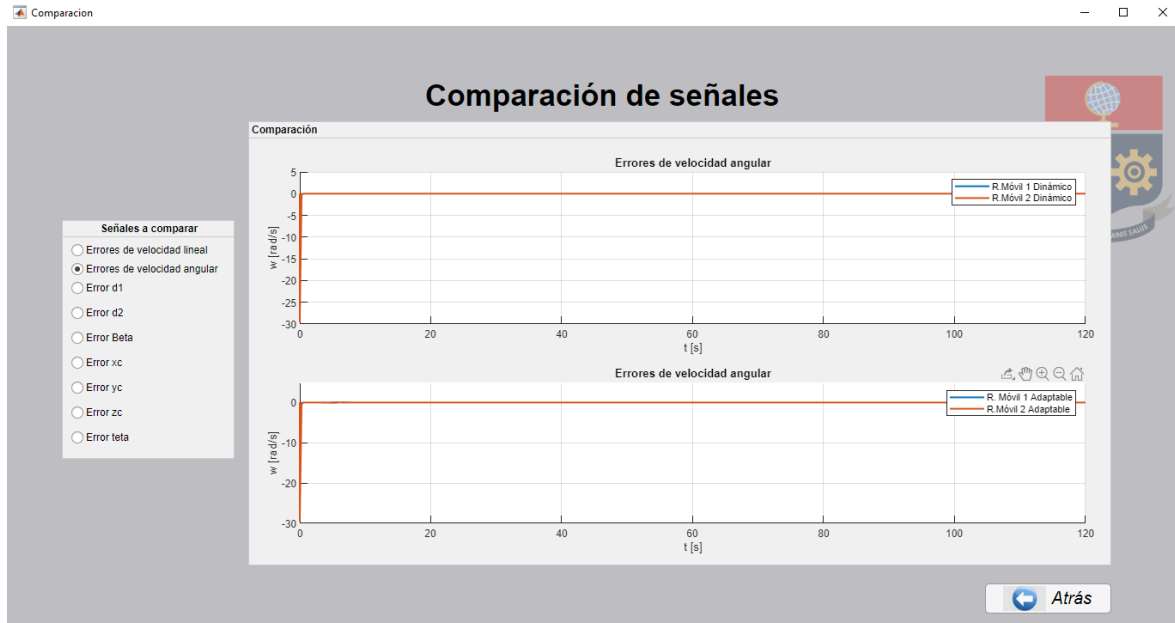 Comparacion
Comparación de señales
Señales a comparar
Errores de velocidad lineal
Errores de velocidad angular
Error d1
Error d2
Error Beta
Error xc
Error yc
Error zc
Error teta
Comparación
Errores de velocidad angular
R.Móvil 1 Dinámico
R.Móvil 2 Dinámico
w [rad/s]
5
0
-5
-10
-15
-20
-25
-30
0 20 40 60 80 100 120
t [s]
Errores de velocidad angular
R. Móvil 1 Adaptable
R.Móvil 2 Adaptable
w [rad/s]
0
-10
-20
-30
0 20 40 60 80 100 120
t [s]
Atrás